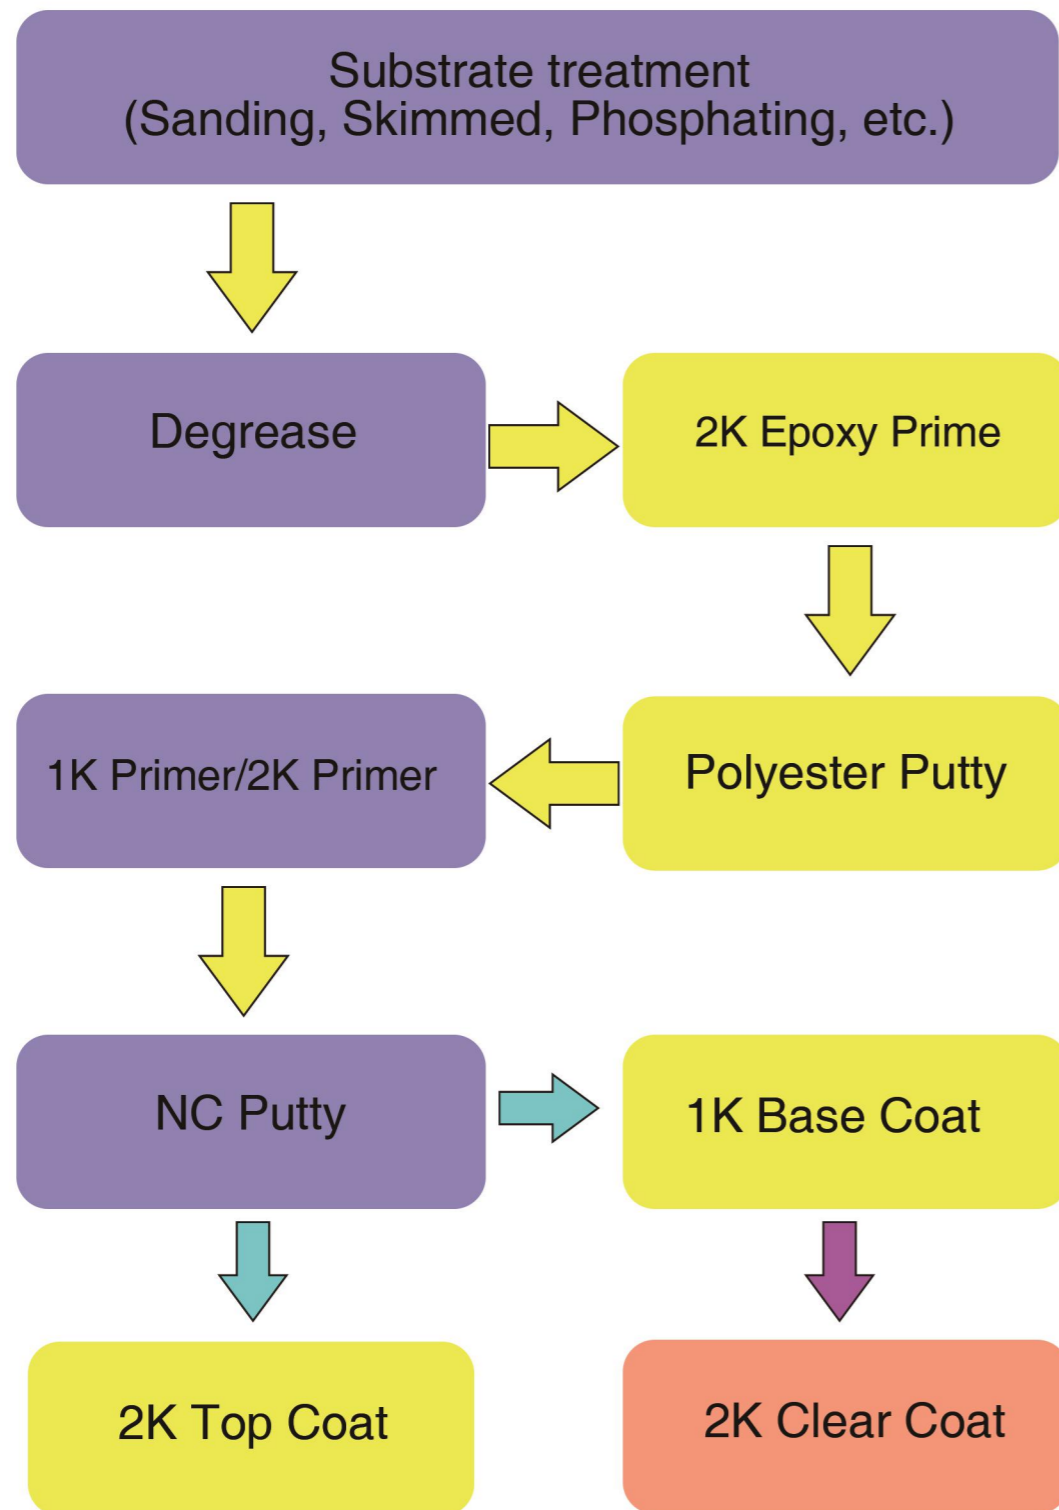 Substrate treatment
(Sanding, Skimmed, Phosphating, etc.)
Degrease
2K Epoxy Prime
Polyester Putty
1K Primer/2K Primer
NC Putty
1K Base Coat
2K Top Coat
2K Clear Coat